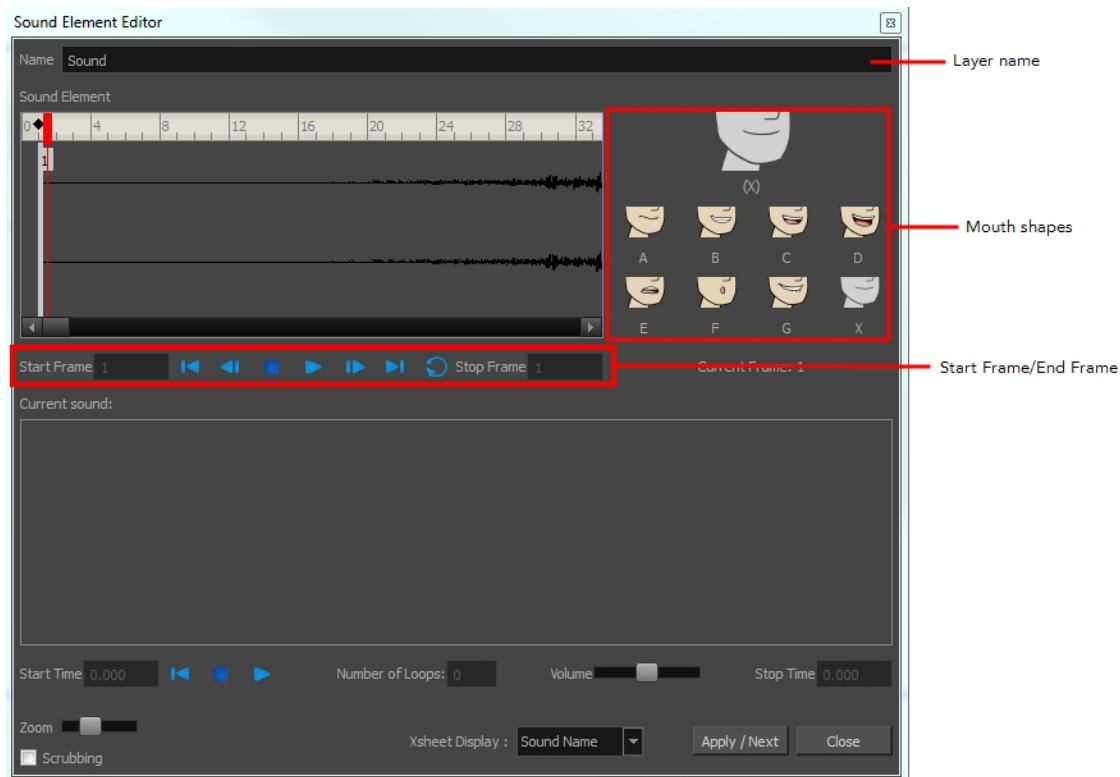 Sound Element Editor
Name Sound
Layer name
Sound Element
0 4 8 12 16 20 24 28 32
1
(X)
Mouth shapes
A B C D
E F G X
Start Frame 1 Stop Frame 1 Current Frame: 1
Start Frame/End Frame
Current sound:
Start Time 0.000 Number of Loops: 0 Volume Stop Time 0.000
Zoom
Xsheet Display : Sound Name Apply / Next Close
Scrubbing